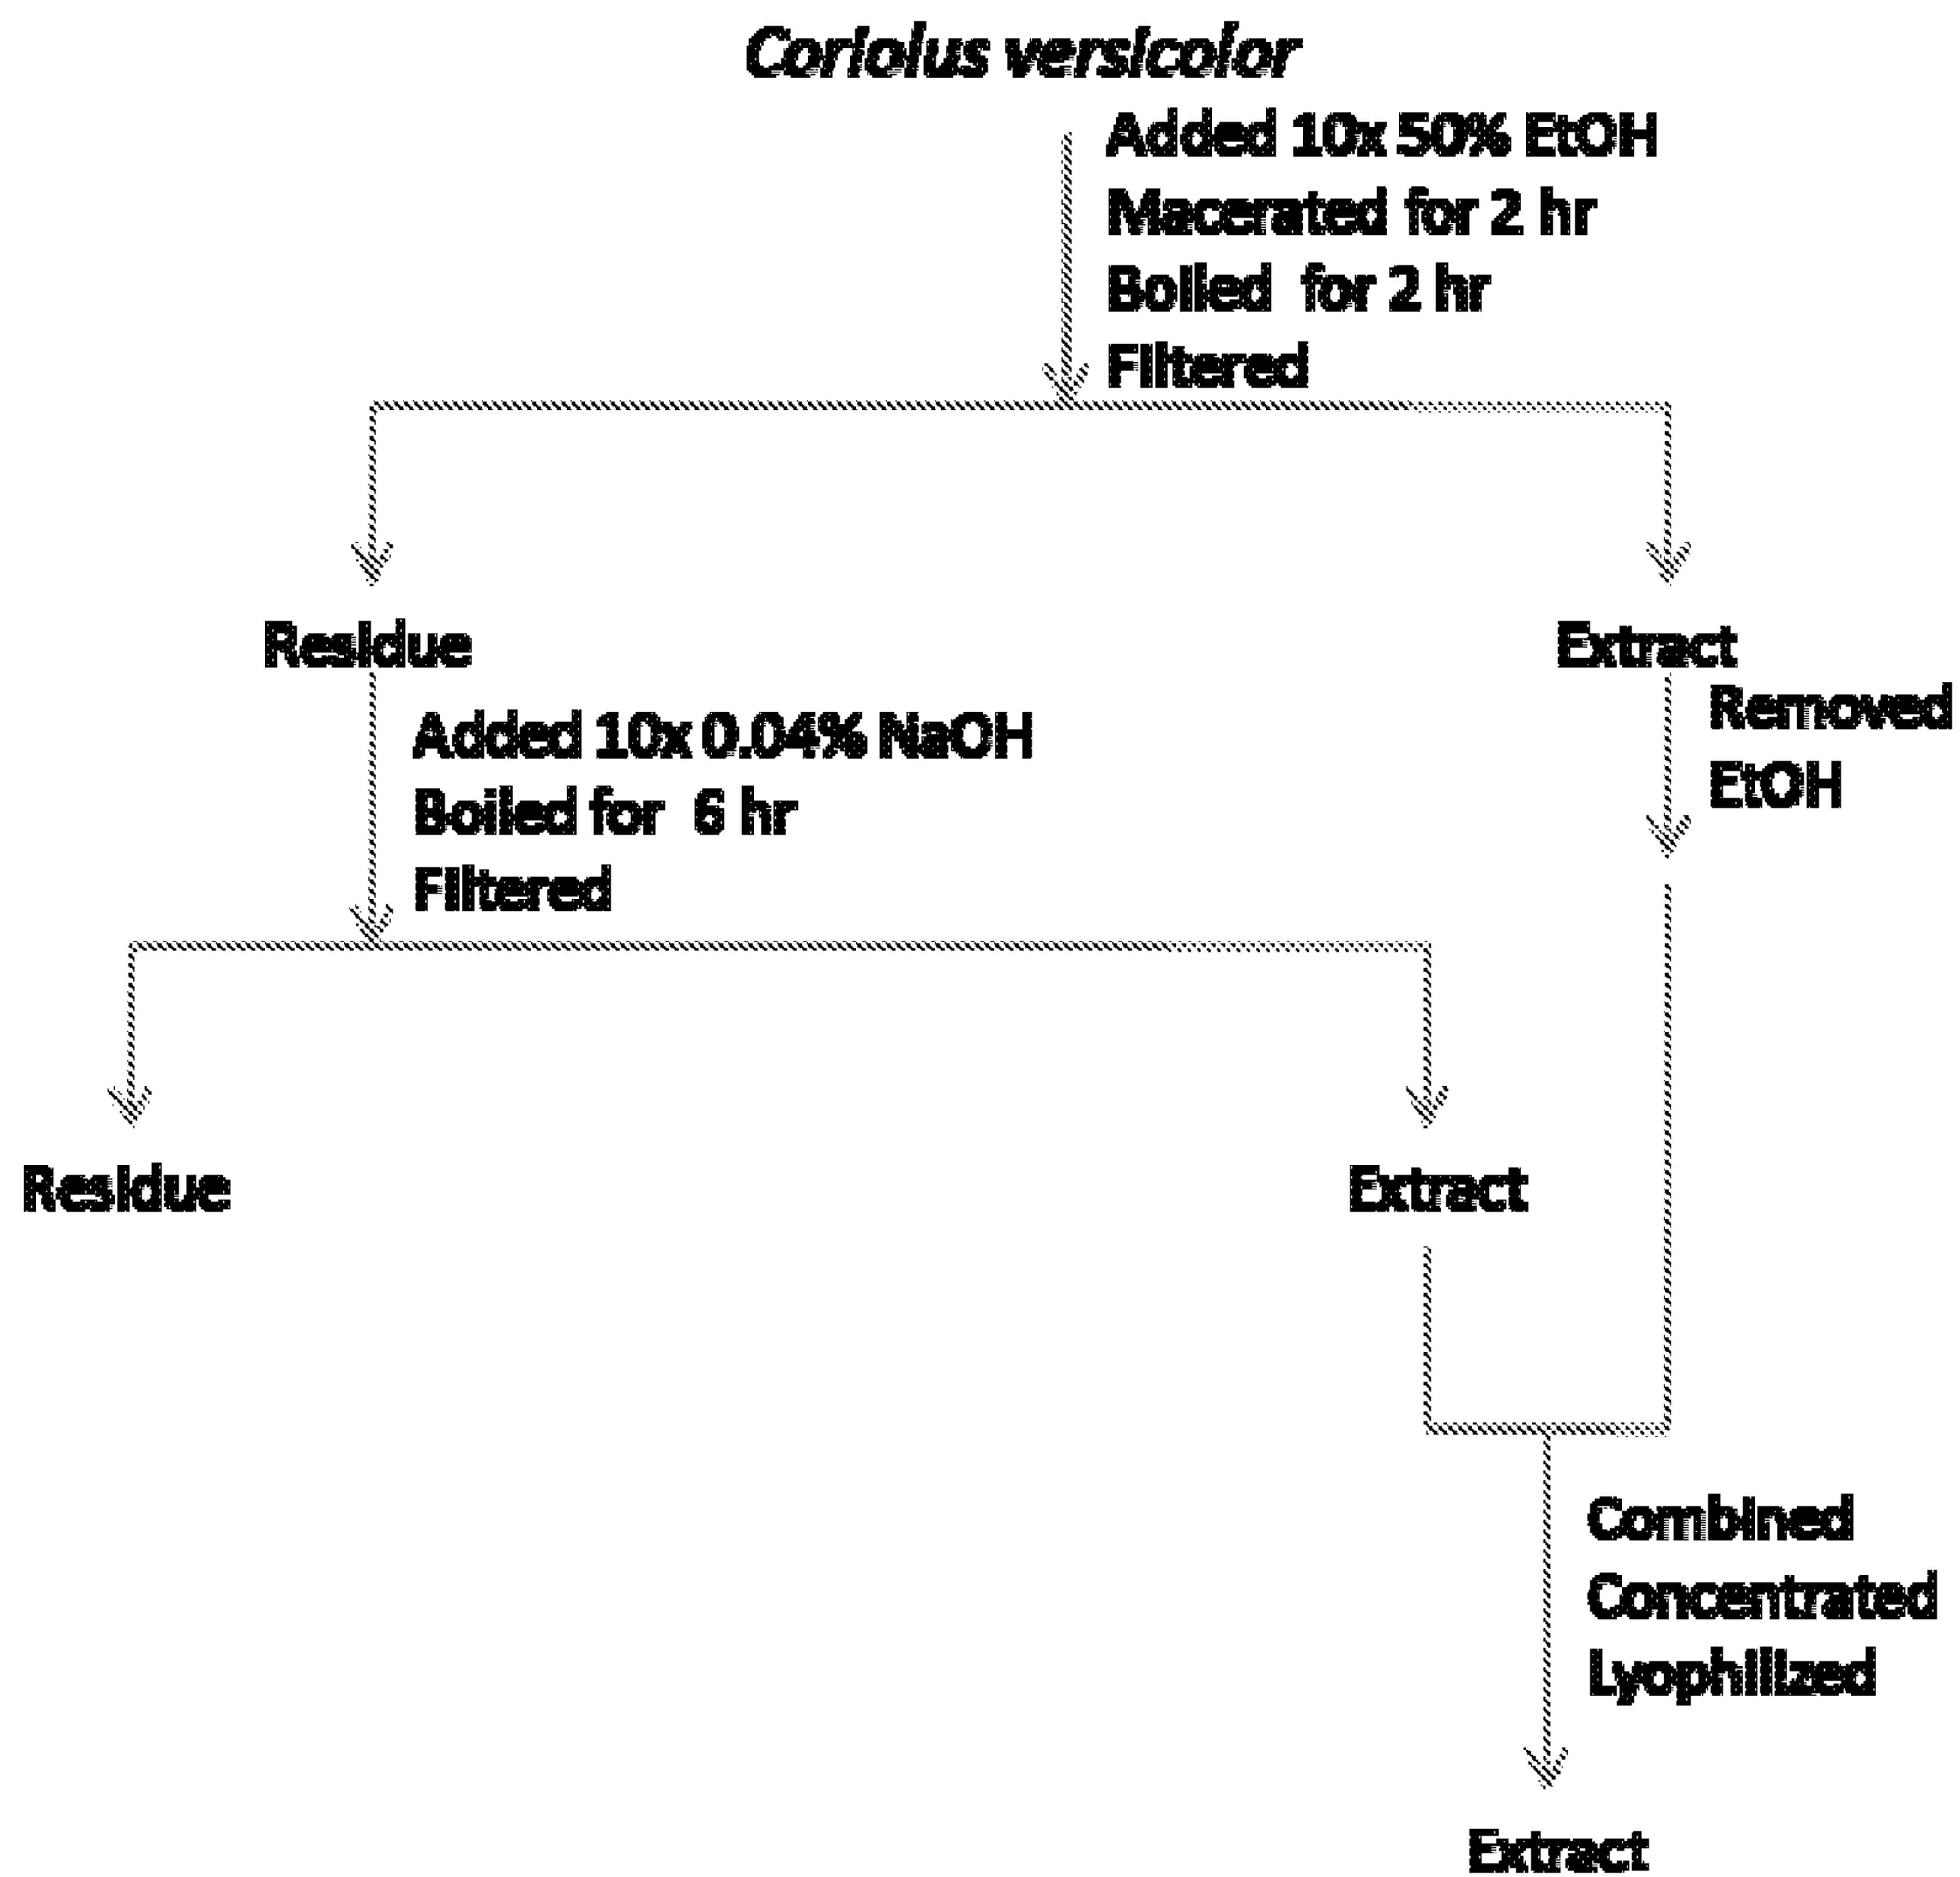 Coriolus versicolor
Added 10x 50% EtOH
Macerated for 2 hr
Boiled for 2 hr
Filtered
Residue
Extract
Removed
EtOH
Added 10x 0.04% NaOH
Boiled for 6 hr
Filtered
Residue
Extract
Combined
Concentrated
Lyophilized
Extract